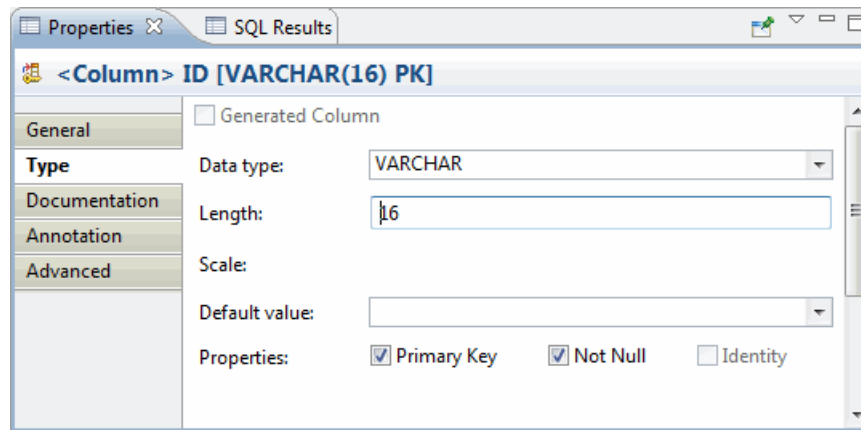 Properties SQL Results
<Column> ID [VARCHAR(16) PK]
General
Type
Documentation
Annotation
Advanced
Generated Column
Data type: VARCHAR
Length: 16
Scale:
Default value:
Properties: Primary Key Not Null Identity